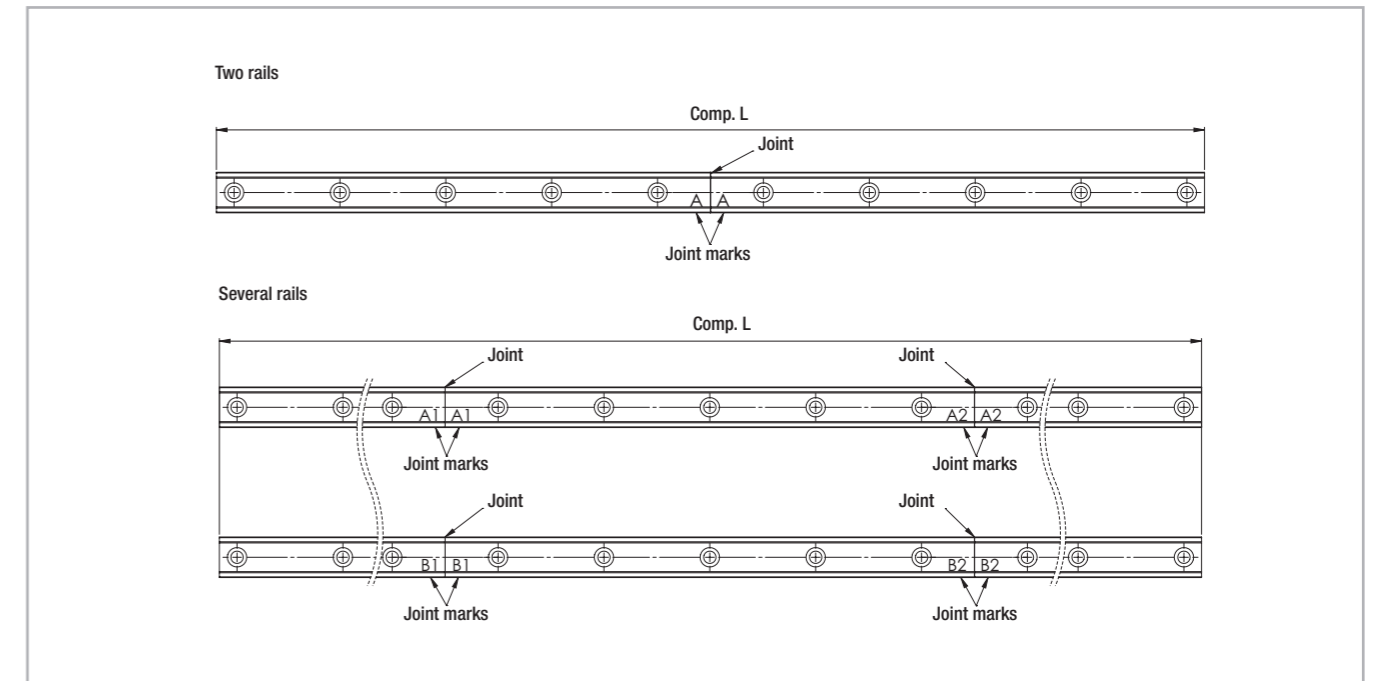 Two rails
Comp. L
Joint
A A
Joint marks
Several rails
Comp. L
Joint Joint
A1 A1 A2 A2
Joint marks Joint marks
Joint Joint
B1 B1 B2 B2
Joint marks Joint marks